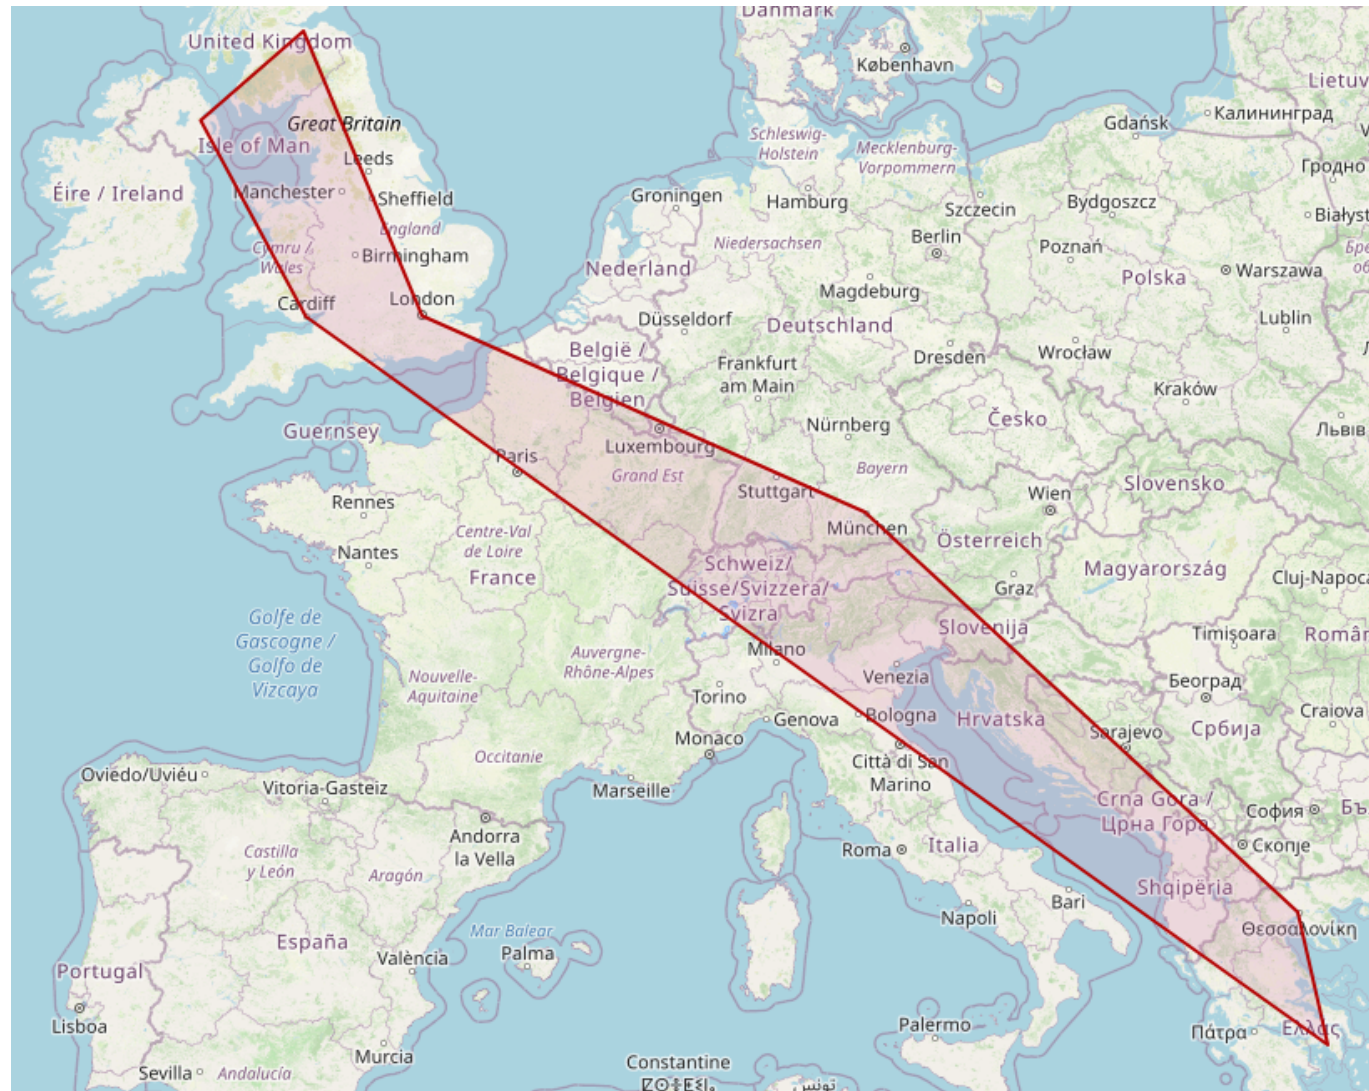 Danmark
United Kingdom
København
Lietuv
Great Britain
Gdańsk
Калининград
Isle of Man
Schleswig-
Holstein
Mecklenburg-
Vorpommern
Leeds
Гродно
Éire / Ireland
Manchester
Sheffield
Groningen
Hamburg
Szczecin
Bydgoszcz
Białyst
England
Cymru /
Wales
Birmingham
Niedersachsen
Berlin
Poznań
Nederland
Polska
Warszawa
Magdeburg
Cardiff
London
Düsseldorf
Deutschland
Lublin
België /
Belgique /
Belgien
Frankfurt
am Main
Dresden
Wrocław
Kraków
Guernsey
Nürnberg
Česko
Львів
Paris
Luxembourg
Grand Est
Bayern
Stuttgart
Slovensko
Rennes
Wien
München
Centre-Val
de Loire
Österreich
Nantes
France
Schweiz/
Suisse/Svizzera/
Svizra
Graz
Magyarország
Cluj-Napoca
Golfe de
Gascogne /
Golfo de
Vizcaya
Slovenija
Timișoara
Român
Auvergne-
Rhône-Alpes
Milano
Nouvelle-
Aquitaine
Venezia
Torino
Београд
Genova
Bologna
Hrvatska
Craiova
Monaco
Sarajevo
Србија
Occitanie
Città di San
Marino
Oviedo/Uviéu
Vitoria-Gasteiz
Marseille
Crna Gora /
Црна Гора
София
Бъ
Andorra
la Vella
Roma
Italia
Скопје
Castilla
y León
Aragón
Shqipëria
Bari
Napoli
Θεσσαλονίκη
España
Mar Balear
Palma
València
Portugal
Lisboa
Palermo
Πάτρα
Ελλάς
Murcia
Constantine
ⵇⵙⵏⵟⵉⵏⴰ
تونس
Sevilla
Andalucía